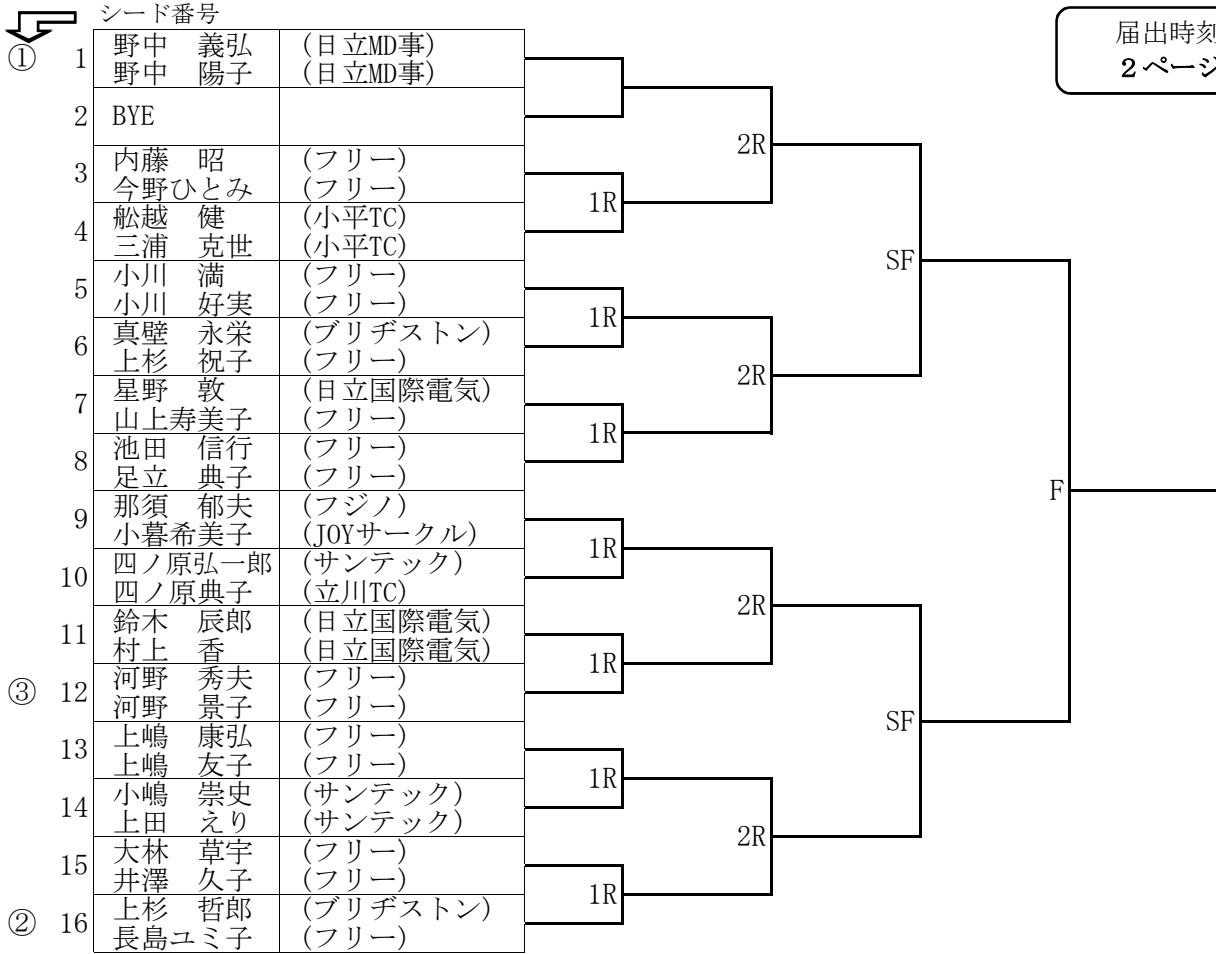 シード番号
届出時刻
2ページ
① 1 野中 義弘 (日立MD事)
野中 陽子 (日立MD事)
2 BYE
3 内藤 昭 (フリー)
今野ひとみ (フリー)
4 舩越 健 (小平TC)
三浦 克世 (小平TC)
5 小川 満 (フリー)
小川 好実 (フリー)
6 真壁 永栄 (ブリヂストン)
上杉 祝子 (フリー)
7 星野 敦 (日立国際電気)
山上寿美子 (フリー)
8 池田 信行 (フリー)
足立 典子 (フリー)
9 那須 郁夫 (フジノ)
小暮希美子 (JOYサークル)
10 四ノ原弘一郎 (サンテック)
四ノ原典子 (立川TC)
11 鈴木 辰郎 (日立国際電気)
村上 香 (日立国際電気)
③ 12 河野 秀夫 (フリー)
河野 景子 (フリー)
13 上嶋 康弘 (フリー)
上嶋 友子 (フリー)
14 小嶋 崇史 (サンテック)
上田 えり (サンテック)
15 大林 草宇 (フリー)
井澤 久子 (フリー)
② 16 上杉 哲郎 (ブリヂストン)
長島ユミ子 (フリー)
1R
1R
1R
1R
1R
1R
1R
2R
2R
2R
2R
SF
SF
F